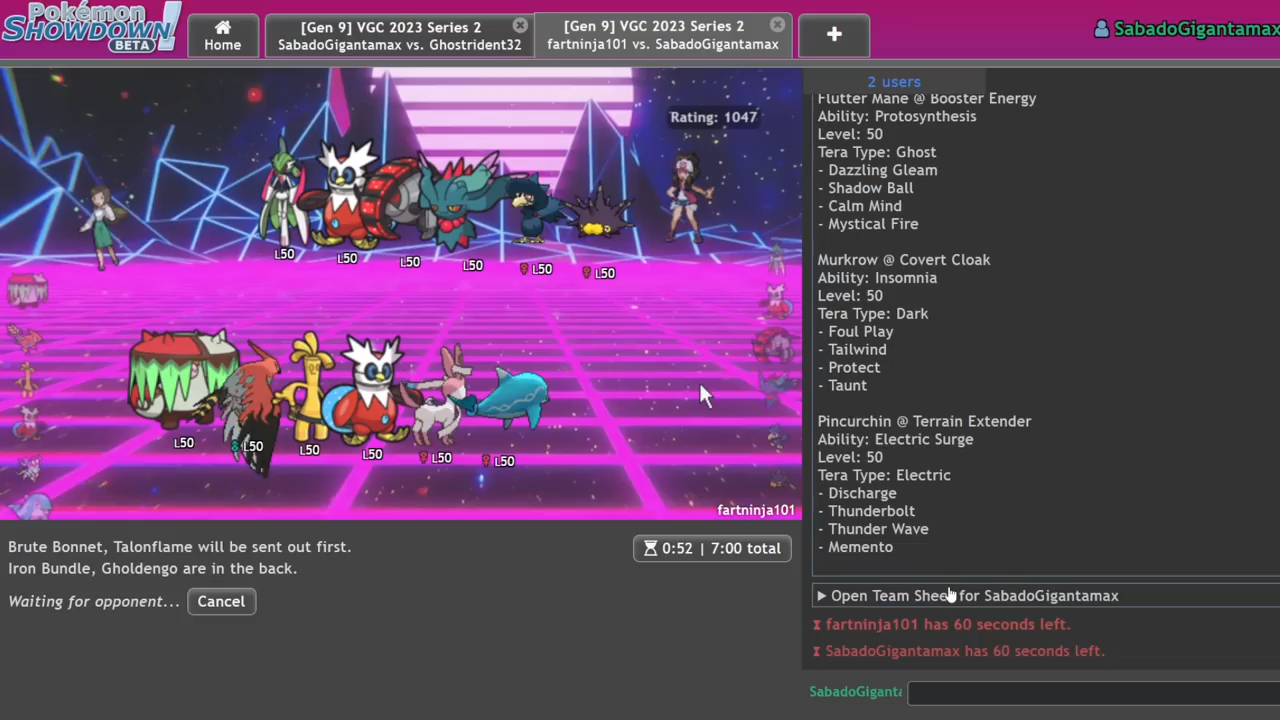 Pokémon
SHOWDOWN!
BETA
Home
[Gen 9] VGC 2023 Series 2
SabadoGigantamax vs. Ghostrident32
[Gen 9] VGC 2023 Series 2
fartninja101 vs. SabadoGigantamax
+
SabadoGigantamax
2 users
Rating: 1047
L50
L50
L50
L50
L50
L50
L50
L50
L50
L50
L50
L50
fartninja101
Brute Bonnet, Talonflame will be sent out first.
Iron Bundle, Gholdengo are in the back.
Waiting for opponent...
Cancel
0:52 | 7:00 total
Flutter Mane @ Booster Energy
Ability: Protosynthesis
Level: 50
Tera Type: Ghost
- Dazzling Gleam
- Shadow Ball
- Calm Mind
- Mystical Fire
Murkrow @ Covert Cloak
Ability: Insomnia
Level: 50
Tera Type: Dark
- Foul Play
- Tailwind
- Protect
- Taunt
Pincurchin @ Terrain Extender
Ability: Electric Surge
Level: 50
Tera Type: Electric
- Discharge
- Thunderbolt
- Thunder Wave
- Memento
Open Team Sheet for SabadoGigantamax
fartninja101 has 60 seconds left.
SabadoGigantamax has 60 seconds left.
SabadoGiganta